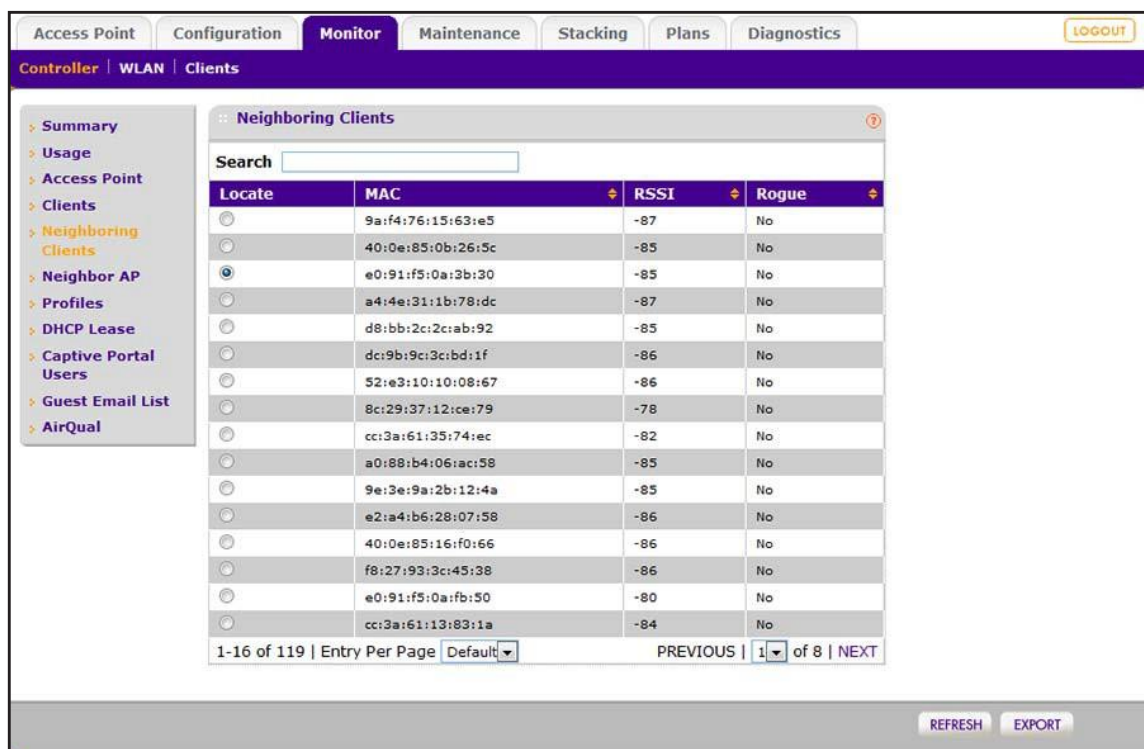 Access Point Configuration Monitor Maintenance Stacking Plans Diagnostics LOGOUT
Controller | WLAN | Clients
Summary
Usage
Access Point
Clients
Neighboring
Clients
Neighbor AP
Profiles
DHCP Lease
Captive Portal
Users
Guest Email List
AirQual
Neighboring Clients ?
Search
Locate MAC RSSI Rogue
9a:f4:76:15:63:e5 -87 No
40:0e:85:0b:26:5c -85 No
e0:91:f5:0a:3b:30 -85 No
a4:4e:31:1b:78:dc -87 No
d8:bb:2c:2c:ab:92 -85 No
dc:9b:9c:3c:bd:1f -86 No
52:e3:10:10:08:67 -86 No
8c:29:37:12:ce:79 -78 No
cc:3a:61:35:74:ec -82 No
a0:88:b4:06:ac:58 -85 No
9e:3e:9a:2b:12:4a -85 No
e2:a4:b6:28:07:58 -86 No
40:0e:85:16:f0:66 -86 No
f8:27:93:3c:45:38 -86 No
e0:91:f5:0a:fb:50 -80 No
cc:3a:61:13:83:1a -84 No
1-16 of 119 | Entry Per Page Default PREVIOUS | 1 of 8 | NEXT
REFRESH EXPORT